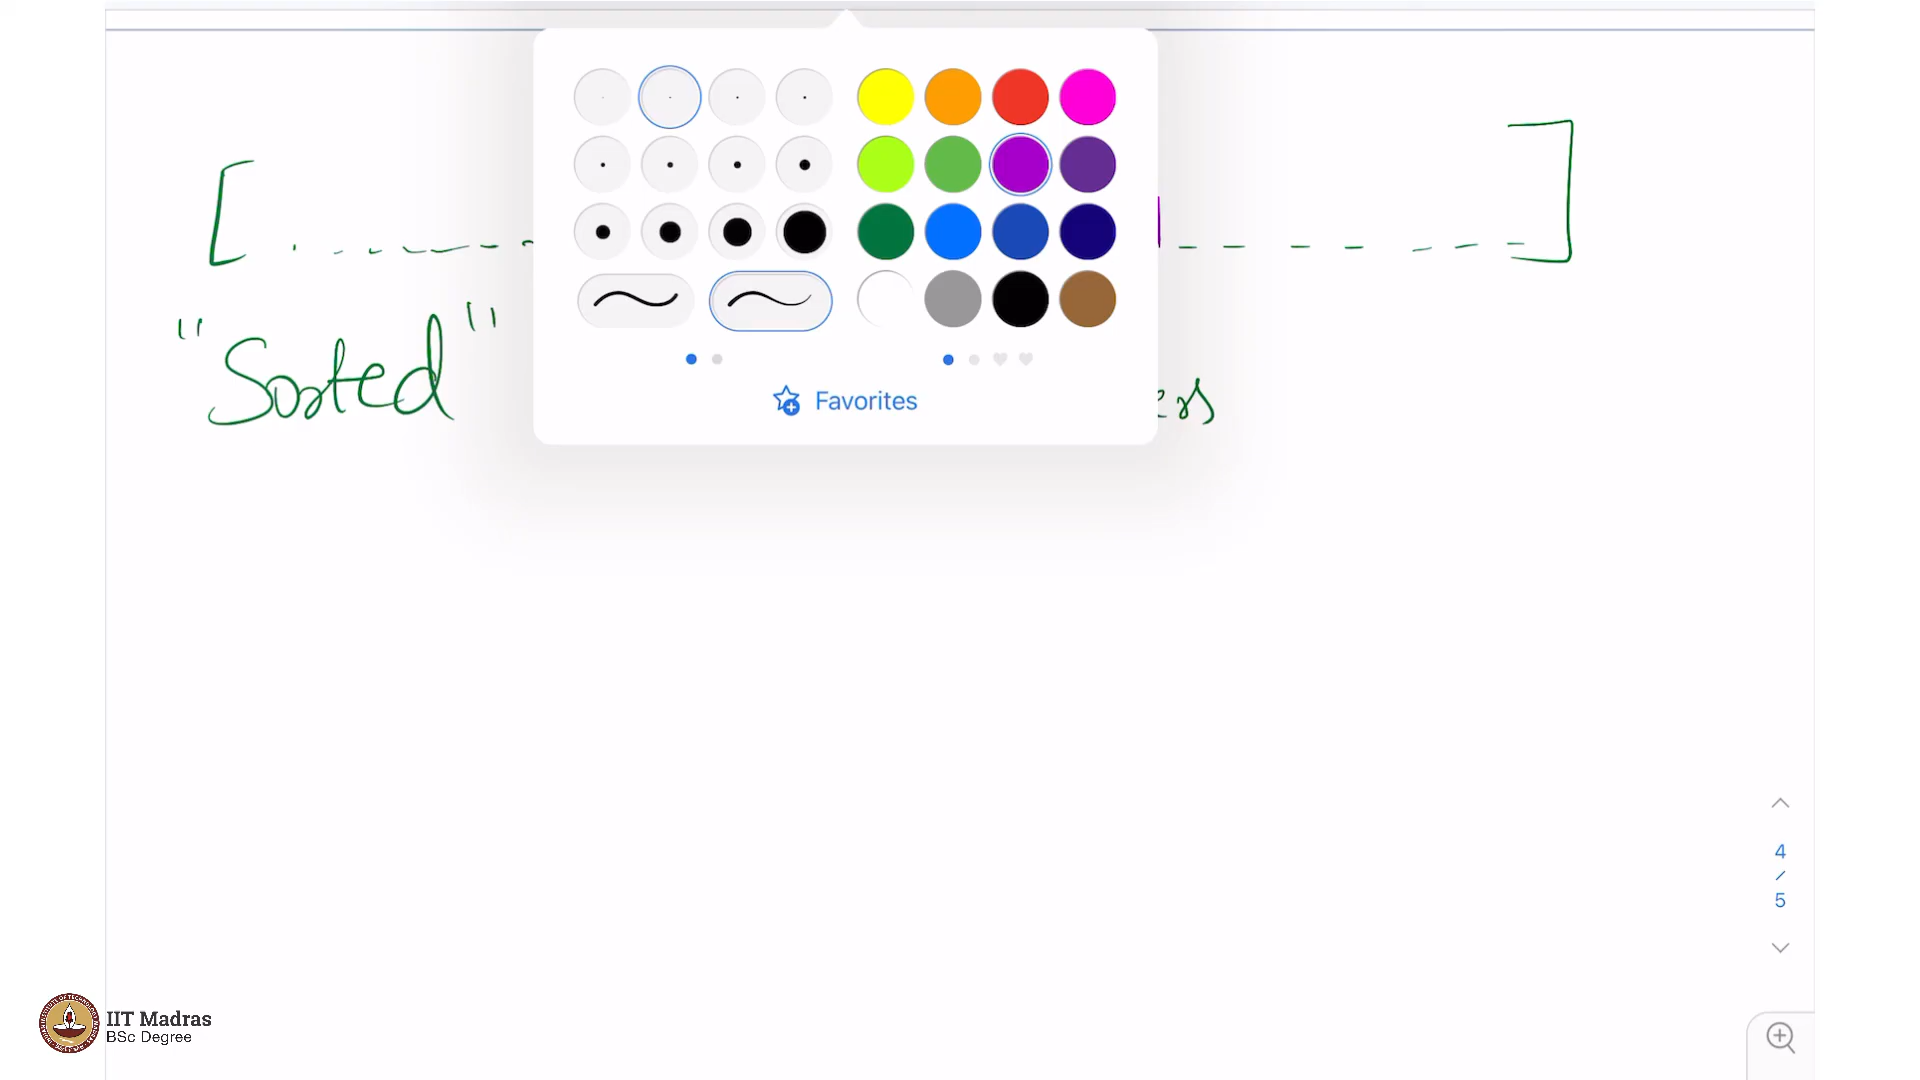 [ ]
"Sorted"
Favorites
4
/
5
IIT Madras
BSc Degree